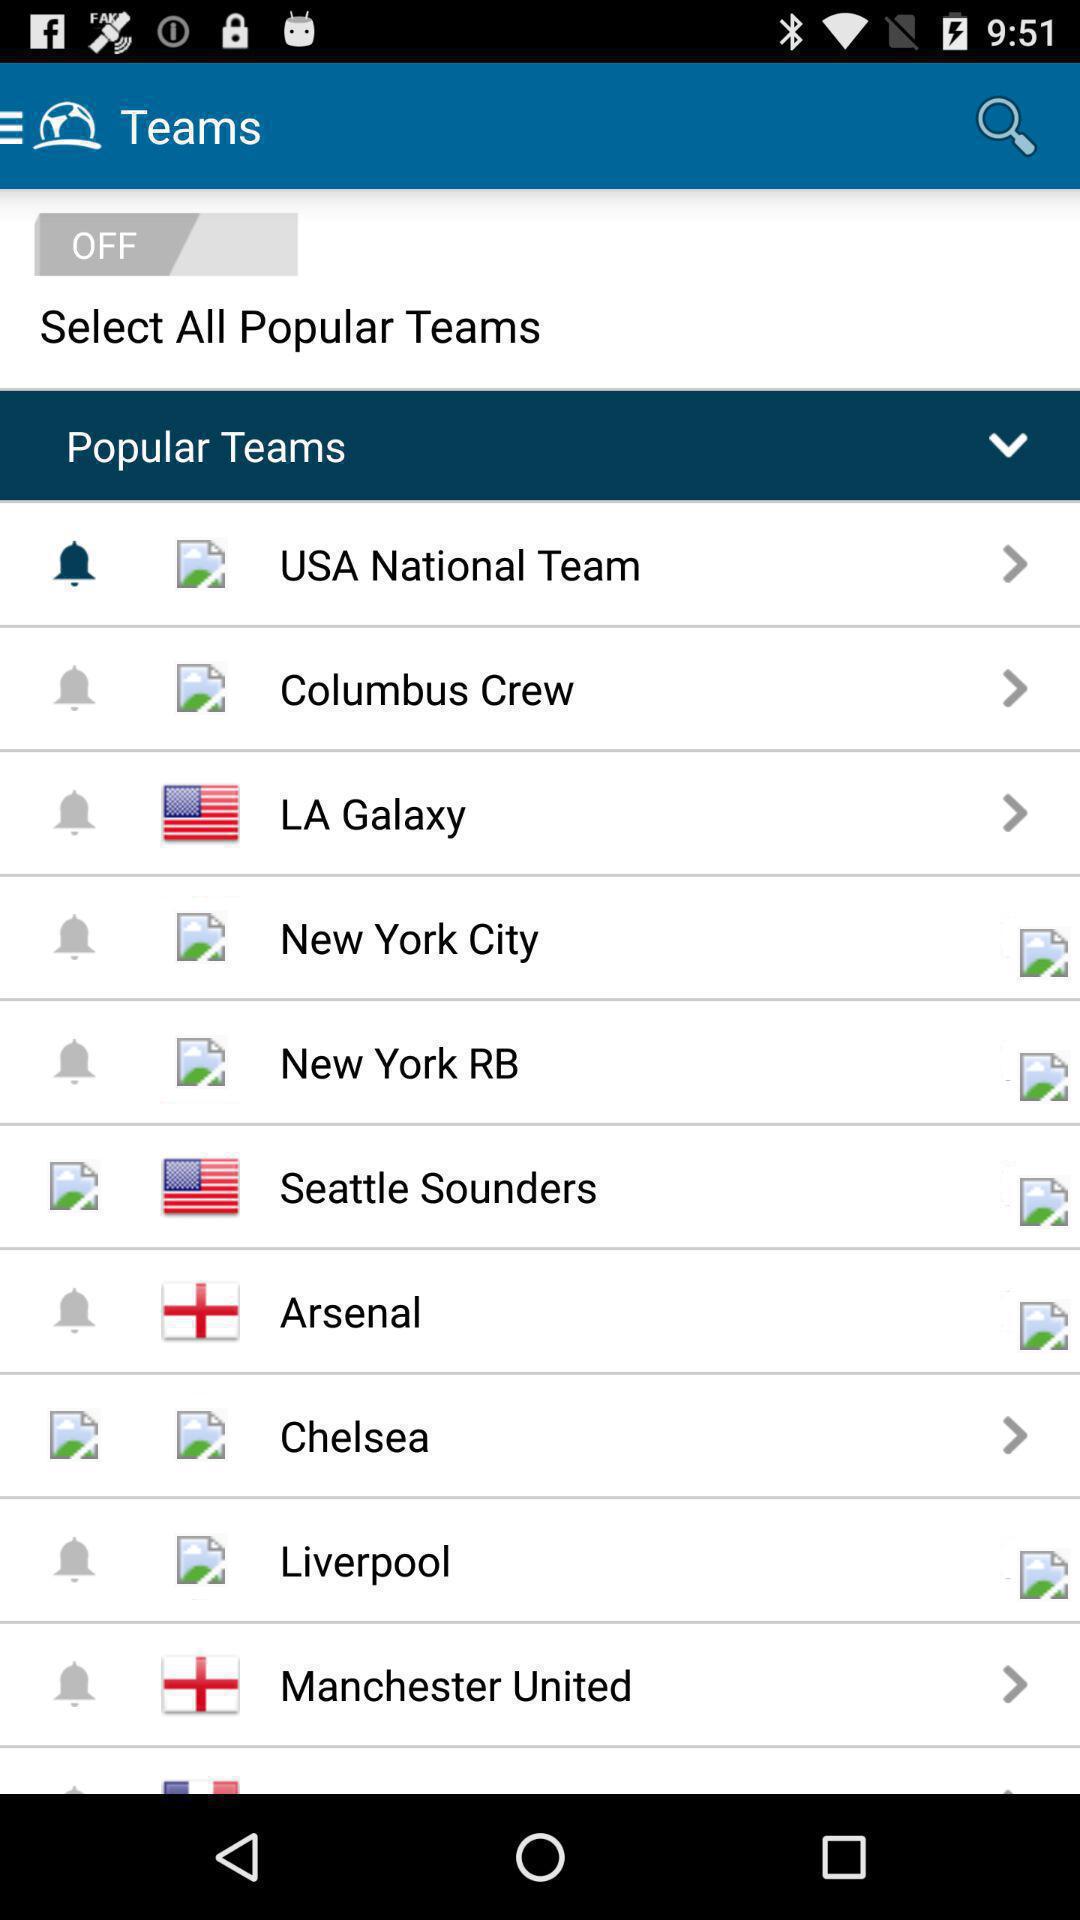 FAKE
9:51
Teams
OFF
Select All Popular Teams
Popular Teams
USA National Team
Columbus Crew
LA Galaxy
New York City
New York RB
Seattle Sounders
Arsenal
Chelsea
Liverpool
Manchester United